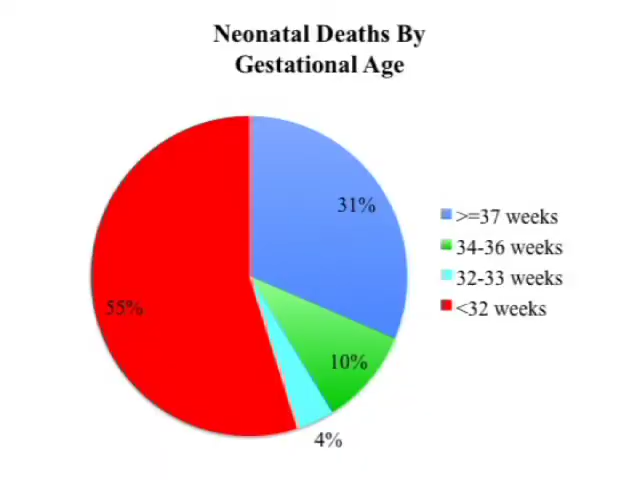 Neonatal Deaths By
Gestational Age
31%
>=37 weeks
34-36 weeks
32-33 weeks
<32 weeks
55%
10%
4%